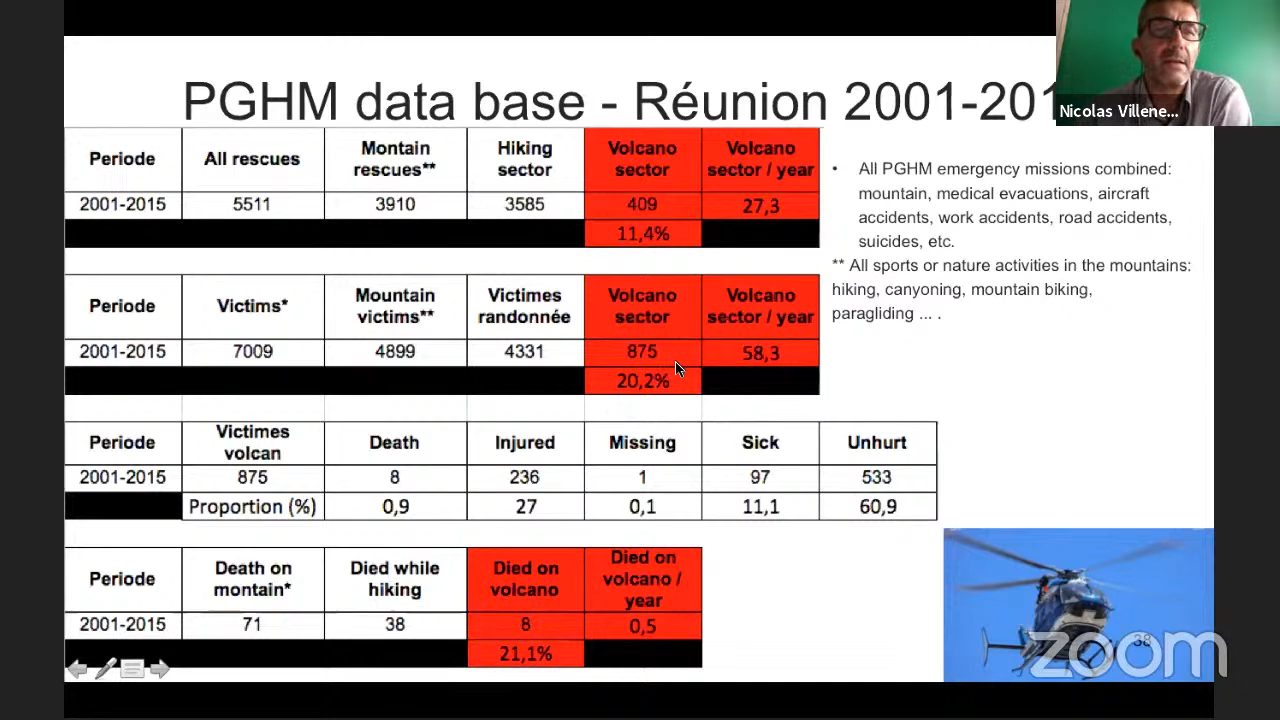 PGHM data base - Réunion 2001-201
Nicolas Villene...
Periode All rescues Montain rescues** Hiking sector Volcano sector Volcano sector / year
2001-2015 5511 3910 3585 409 27,3
11,4%
• All PGHM emergency missions combined:
mountain, medical evacuations, aircraft
accidents, work accidents, road accidents,
suicides, etc.
** All sports or nature activities in the mountains:
hiking, canyoning, mountain biking,
paragliding ... .
Periode Victims* Mountain victims** Victimes randonnée Volcano sector Volcano sector / year
2001-2015 7009 4899 4331 875 58,3
20,2%
Periode Victimes volcan Death Injured Missing Sick Unhurt
2001-2015 875 8 236 1 97 533
Proportion (%) 0,9 27 0,1 11,1 60,9
Periode Death on montain* Died while hiking Died on volcano Died on volcano / year
2001-2015 71 38 8 0,5
21,1%
38
zoom